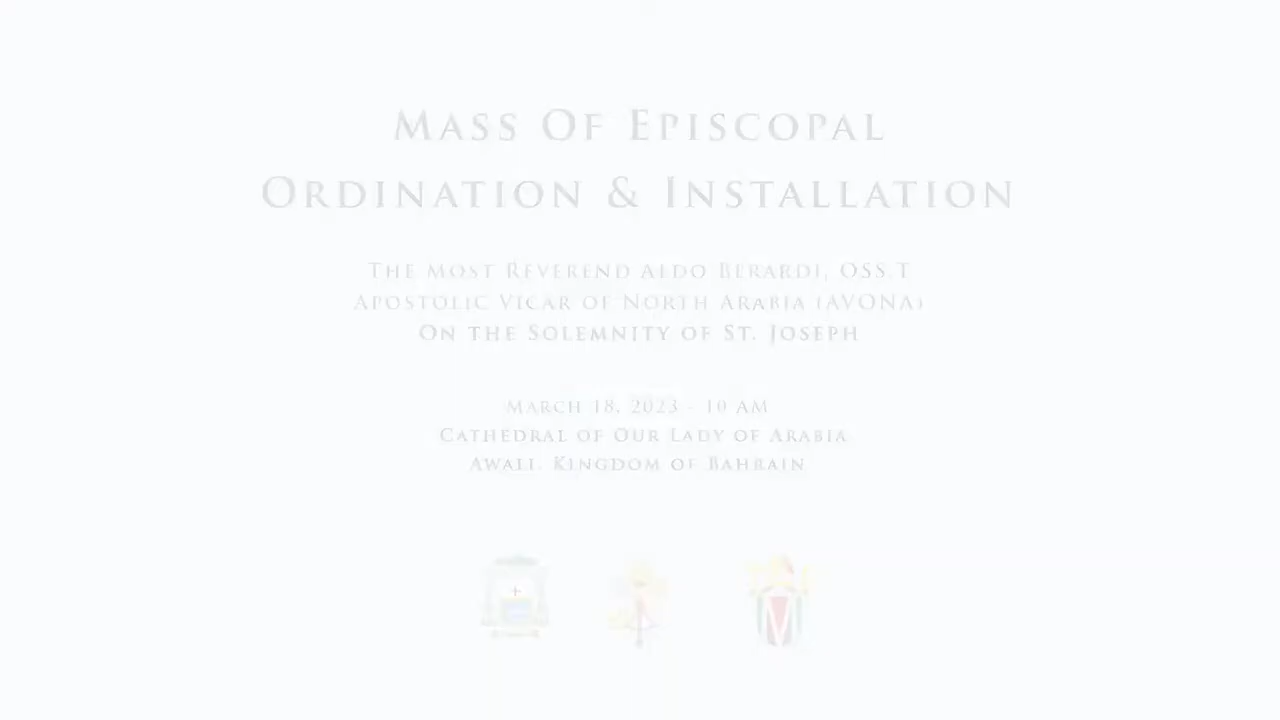 Mass Of Episcopal
Ordination & Installation
The Most Reverend Aldo Berardi, OSS.T
Apostolic Vicar of North Arabia (AVONA)
On the Solemnity of St. Joseph
March 18, 2023 - 10 AM
Cathedral of Our Lady of Arabia
Awali, Kingdom of Bahrain